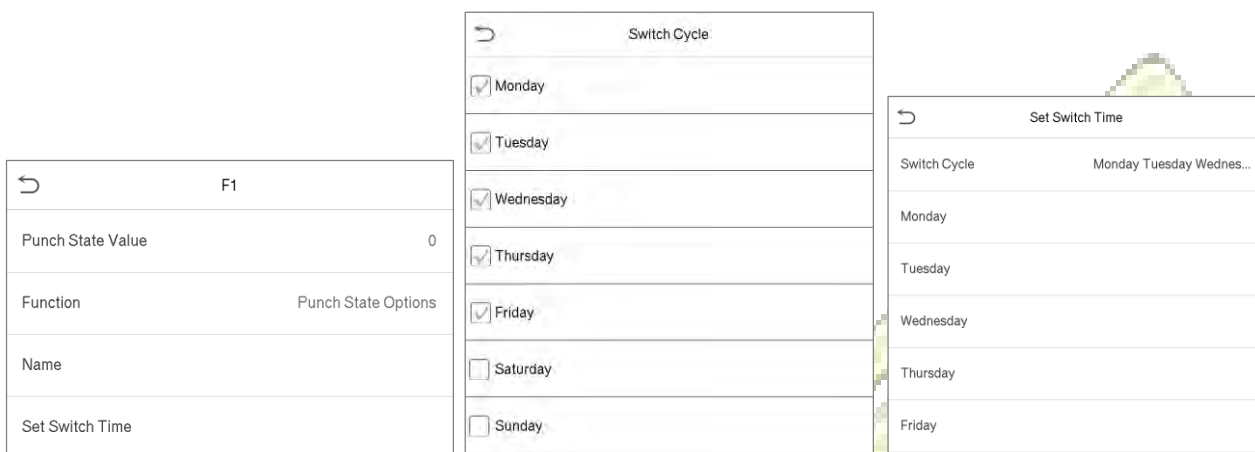 F1
Punch State Value 0
Function Punch State Options
Name
Set Switch Time
Switch Cycle
Monday
Tuesday
Wednesday
Thursday
Friday
Saturday
Sunday
Set Switch Time
Switch Cycle Monday Tuesday Wednes...
Monday
Tuesday
Wednesday
Thursday
Friday